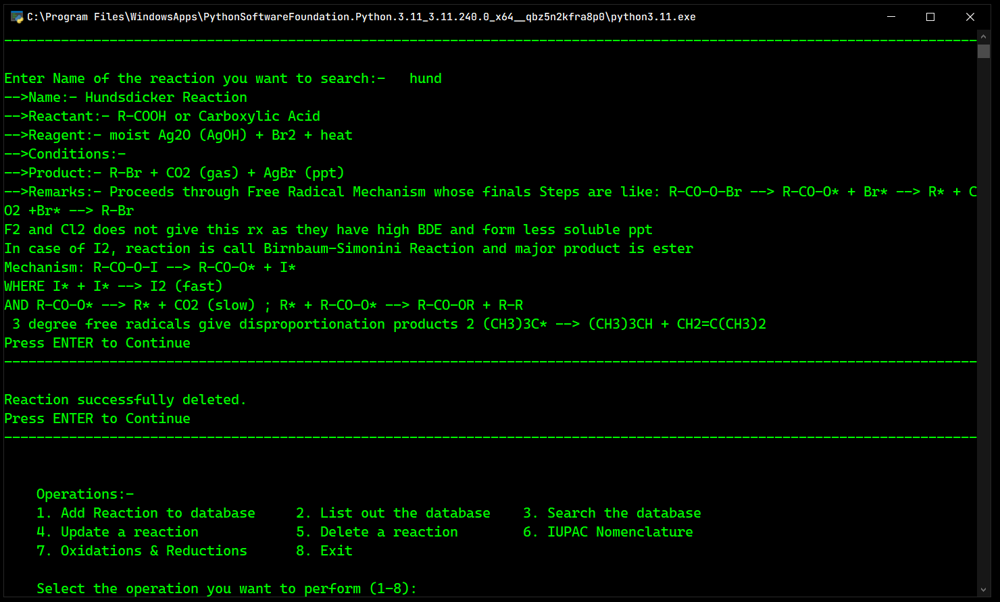 C:\Program Files\WindowsApps\PythonSoftwareFoundation.Python.3.11_3.11.240.0_x64__qbz5n2kfra8p0\python3.11.exe
------------------------------------------------------------------------------------------------------------------------
Enter Name of the reaction you want to search:-   hund
-->Name:- Hundsdicker Reaction
-->Reactant:- R-COOH or Carboxylic Acid
-->Reagent:- moist Ag2O (AgOH) + Br2 + heat
-->Conditions:-
-->Product:- R-Br + CO2 (gas) + AgBr (ppt)
-->Remarks:- Proceeds through Free Radical Mechanism whose finals Steps are like: R-CO-O-Br --> R-CO-O* + Br* --> R* + C
O2 +Br* --> R-Br
F2 and Cl2 does not give this rx as they have high BDE and form less soluble ppt
In case of I2, reaction is call Birnbaum-Simonini Reaction and major product is ester
Mechanism: R-CO-O-I --> R-CO-O* + I*
WHERE I* + I* --> I2 (fast)
AND R-CO-O* --> R* + CO2 (slow) ; R* + R-CO-O* --> R-CO-OR + R-R
 3 degree free radicals give disproportionation products 2 (CH3)3C* --> (CH3)3CH + CH2=C(CH3)2
Press ENTER to Continue
------------------------------------------------------------------------------------------------------------------------
Reaction successfully deleted.
Press ENTER to Continue
------------------------------------------------------------------------------------------------------------------------
    Operations:-
    1. Add Reaction to database     2. List out the database    3. Search the database
    4. Update a reaction            5. Delete a reaction        6. IUPAC Nomenclature
    7. Oxidations & Reductions      8. Exit
    Select the operation you want to perform (1-8):